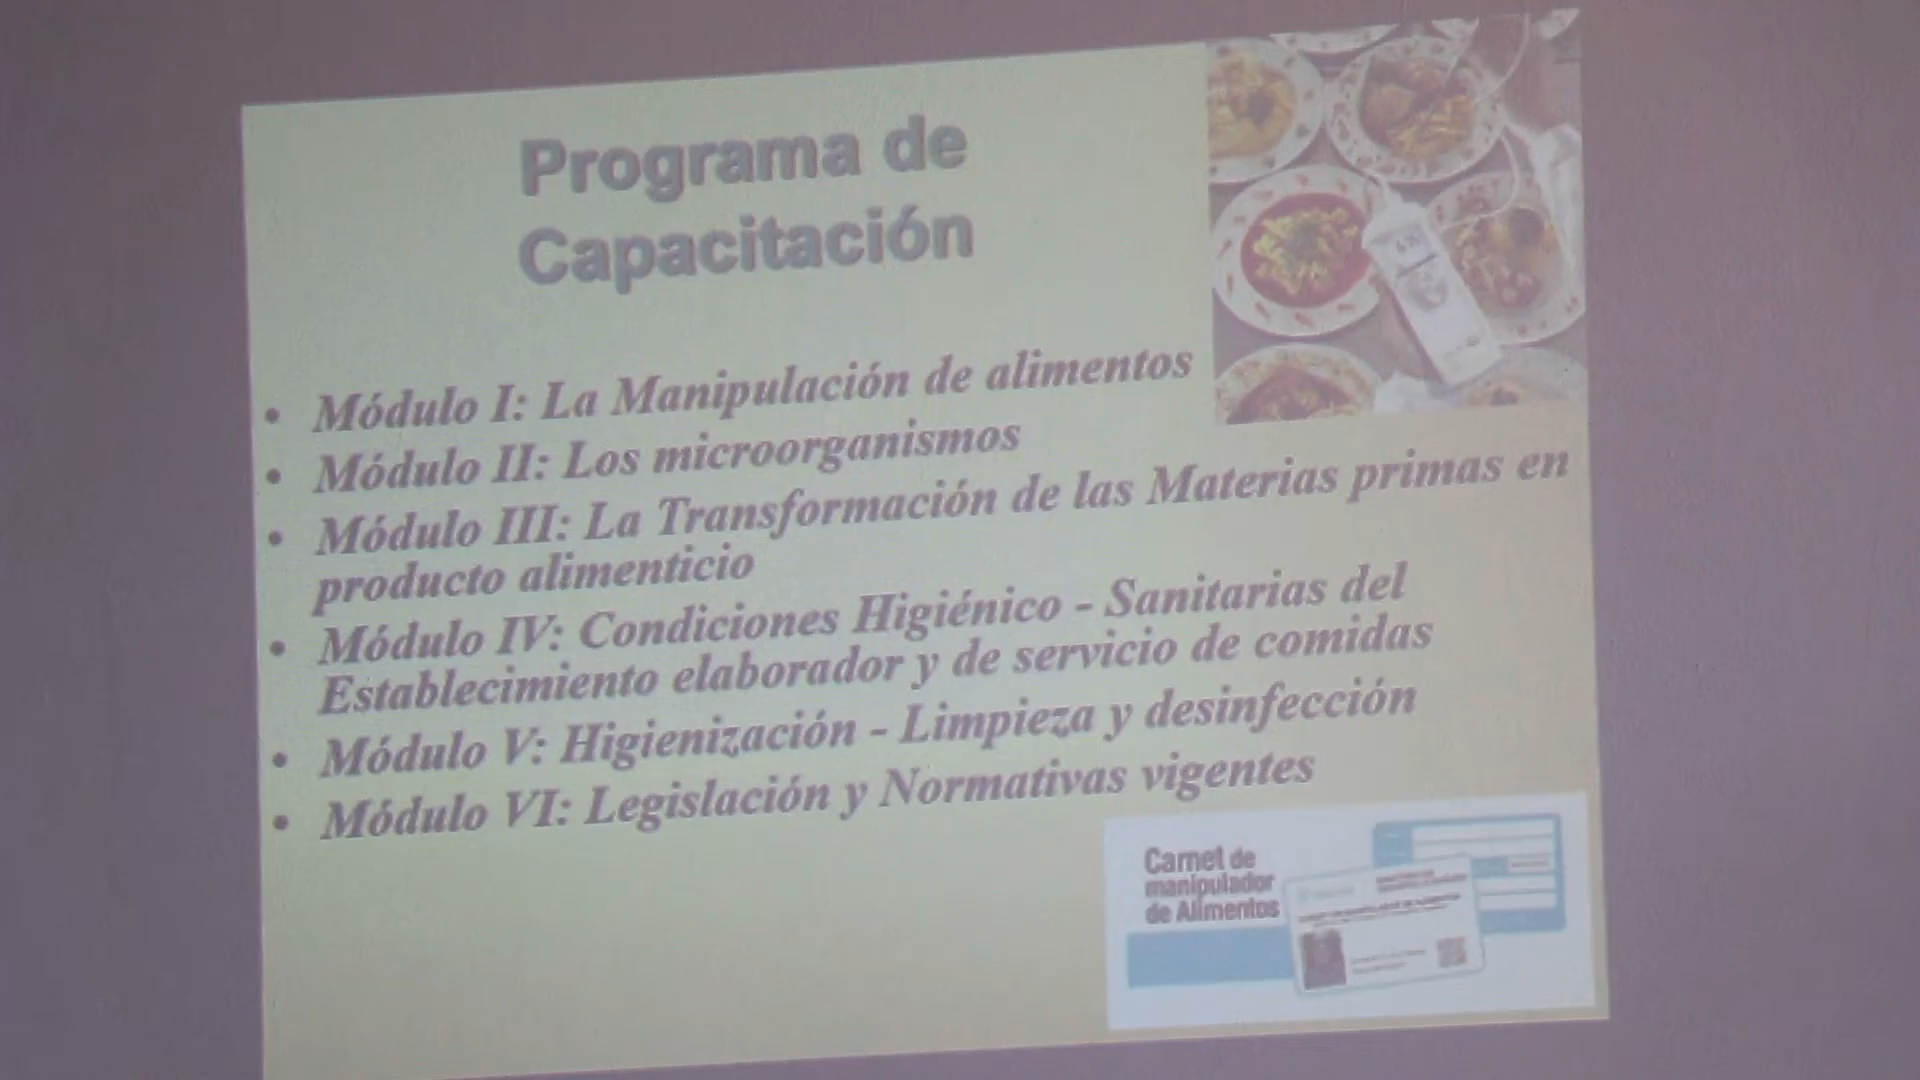 Programa de
Capacitación
• Módulo I: La Manipulación de alimentos
• Módulo II: Los microorganismos
• Módulo III: La Transformación de las Materias primas en
producto alimenticio
• Módulo IV: Condiciones Higiénico - Sanitarias del
Establecimiento elaborador y de servicio de comidas
• Módulo V: Higienización - Limpieza y desinfección
• Módulo VI: Legislación y Normativas vigentes
Carnet de
manipulador
de Alimentos